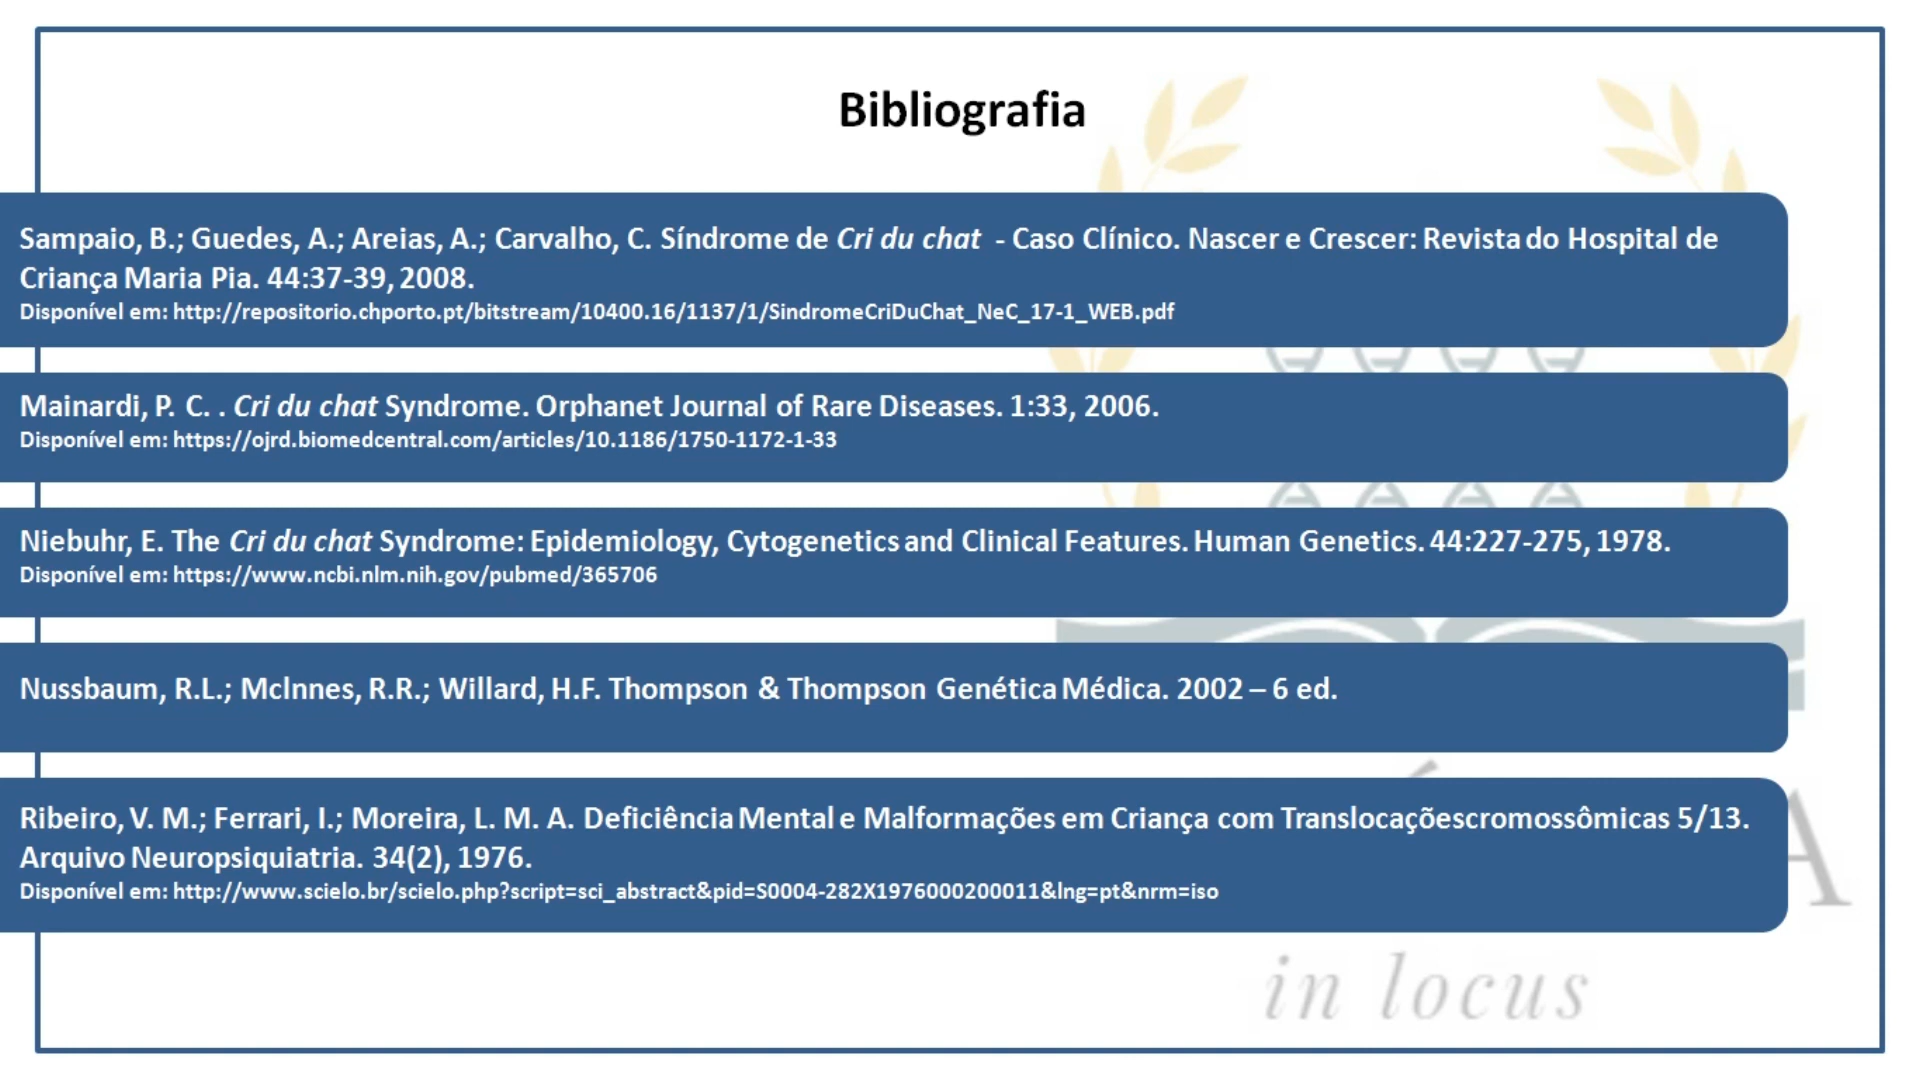 Bibliografia
Sampaio, B.; Guedes, A.; Areias, A.; Carvalho, C. Síndrome de Cri du chat - Caso Clínico. Nascer e Crescer: Revista do Hospital de
Criança Maria Pia. 44:37-39, 2008.
Disponível em: http://repositorio.chporto.pt/bitstream/10400.16/1137/1/SindromeCriDuChat_NeC_17-1_WEB.pdf
Mainardi, P. C. . Cri du chat Syndrome. Orphanet Journal of Rare Diseases. 1:33, 2006.
Disponível em: https://ojrd.biomedcentral.com/articles/10.1186/1750-1172-1-33
Niebuhr, E. The Cri du chat Syndrome: Epidemiology, Cytogenetics and Clinical Features. Human Genetics. 44:227-275, 1978.
Disponível em: https://www.ncbi.nlm.nih.gov/pubmed/365706
Nussbaum, R.L.; McInnes, R.R.; Willard, H.F. Thompson & Thompson Genética Médica. 2002 – 6 ed.
Ribeiro, V. M.; Ferrari, I.; Moreira, L. M. A. Deficiência Mental e Malformações em Criança com Translocaçõescromossômicas 5/13.
Arquivo Neuropsiquiatria. 34(2), 1976.
Disponível em: http://www.scielo.br/scielo.php?script=sci_abstract&pid=S0004-282X1976000200011&lng=pt&nrm=iso
in locus